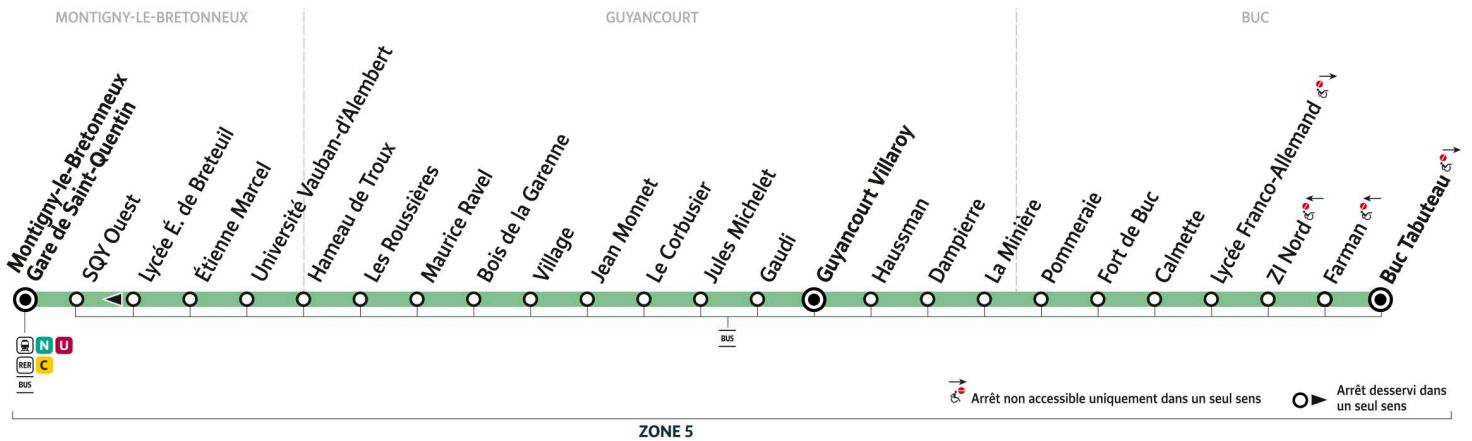 MONTIGNY-LE-BRETONNEUX
GUYANCOURT
BUC
Montigny-le-Bretonneux
Gare de Saint-Quentin
SQY Ouest
Lycée É. de Breteuil
Étienne Marcel
Université Vauban-d'Alembert
Hameau de Troux
Les Roussières
Maurice Ravel
Bois de la Garenne
Village
Jean Monnet
Le Corbusier
Jules Michelet
Gaudi
Guyancourt Villaroy
Haussman
Dampierre
La Minière
Pommeraie
Fort de Buc
Calmette
Lycée Franco-Allemand
ZI Nord
Farman
Buc Tabuteau
N U
RER C
BUS
BUS
Arrêt non accessible uniquement dans un seul sens
Arrêt desservi dans
un seul sens
ZONE 5